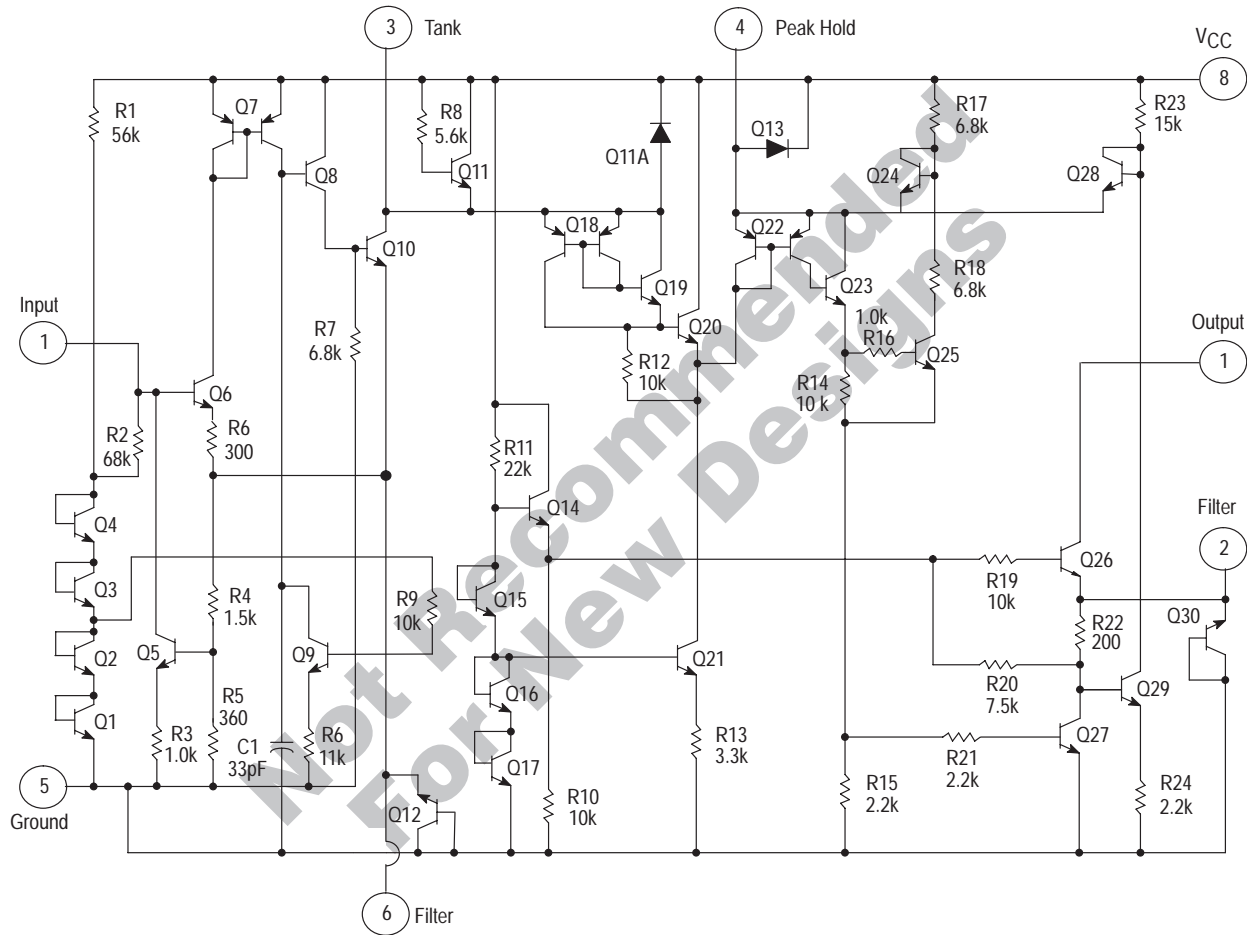 3 Tank
4 Peak Hold
VCC
8
R1
56k
Q7
R8
5.6k
Q11
Q8
Q10
Q11A
Q13
R17
6.8k
Q24
R23
15k
Q28
Q18
Q19
Q20
Q22
Q23
R18
6.8k
Input
1
R7
6.8k
R12
10k
1.0k
R16
Q25
R14
10 k
Output
1
Q6
R2
68k
R6
300
R11
22k
Q14
Q4
Q3
Q2
Q1
R4
1.5k
Q5
Q9
R9
10k
Q15
R19
10k
Q26
Filter
2
Q30
R22
200
R20
7.5k
Q29
Q16
Q21
R5
360
R3
1.0k
C1
33pF
R6
11k
Q17
R13
3.3k
R21
2.2k
Q27
5
Ground
Q12
R10
10k
R15
2.2k
R24
2.2k
6 Filter
Not Recommended
For New Designs